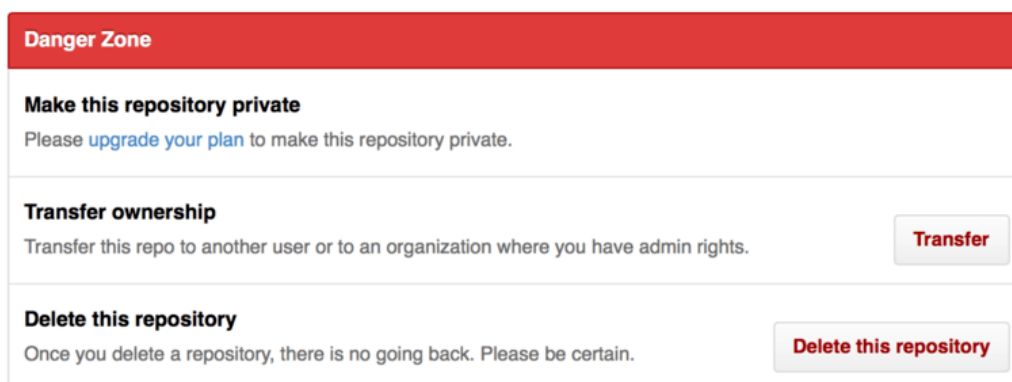 Danger Zone
Make this repository private
Please upgrade your plan to make this repository private.
Transfer ownership
Transfer this repo to another user or to an organization where you have admin rights.
Transfer
Delete this repository
Once you delete a repository, there is no going back. Please be certain.
Delete this repository